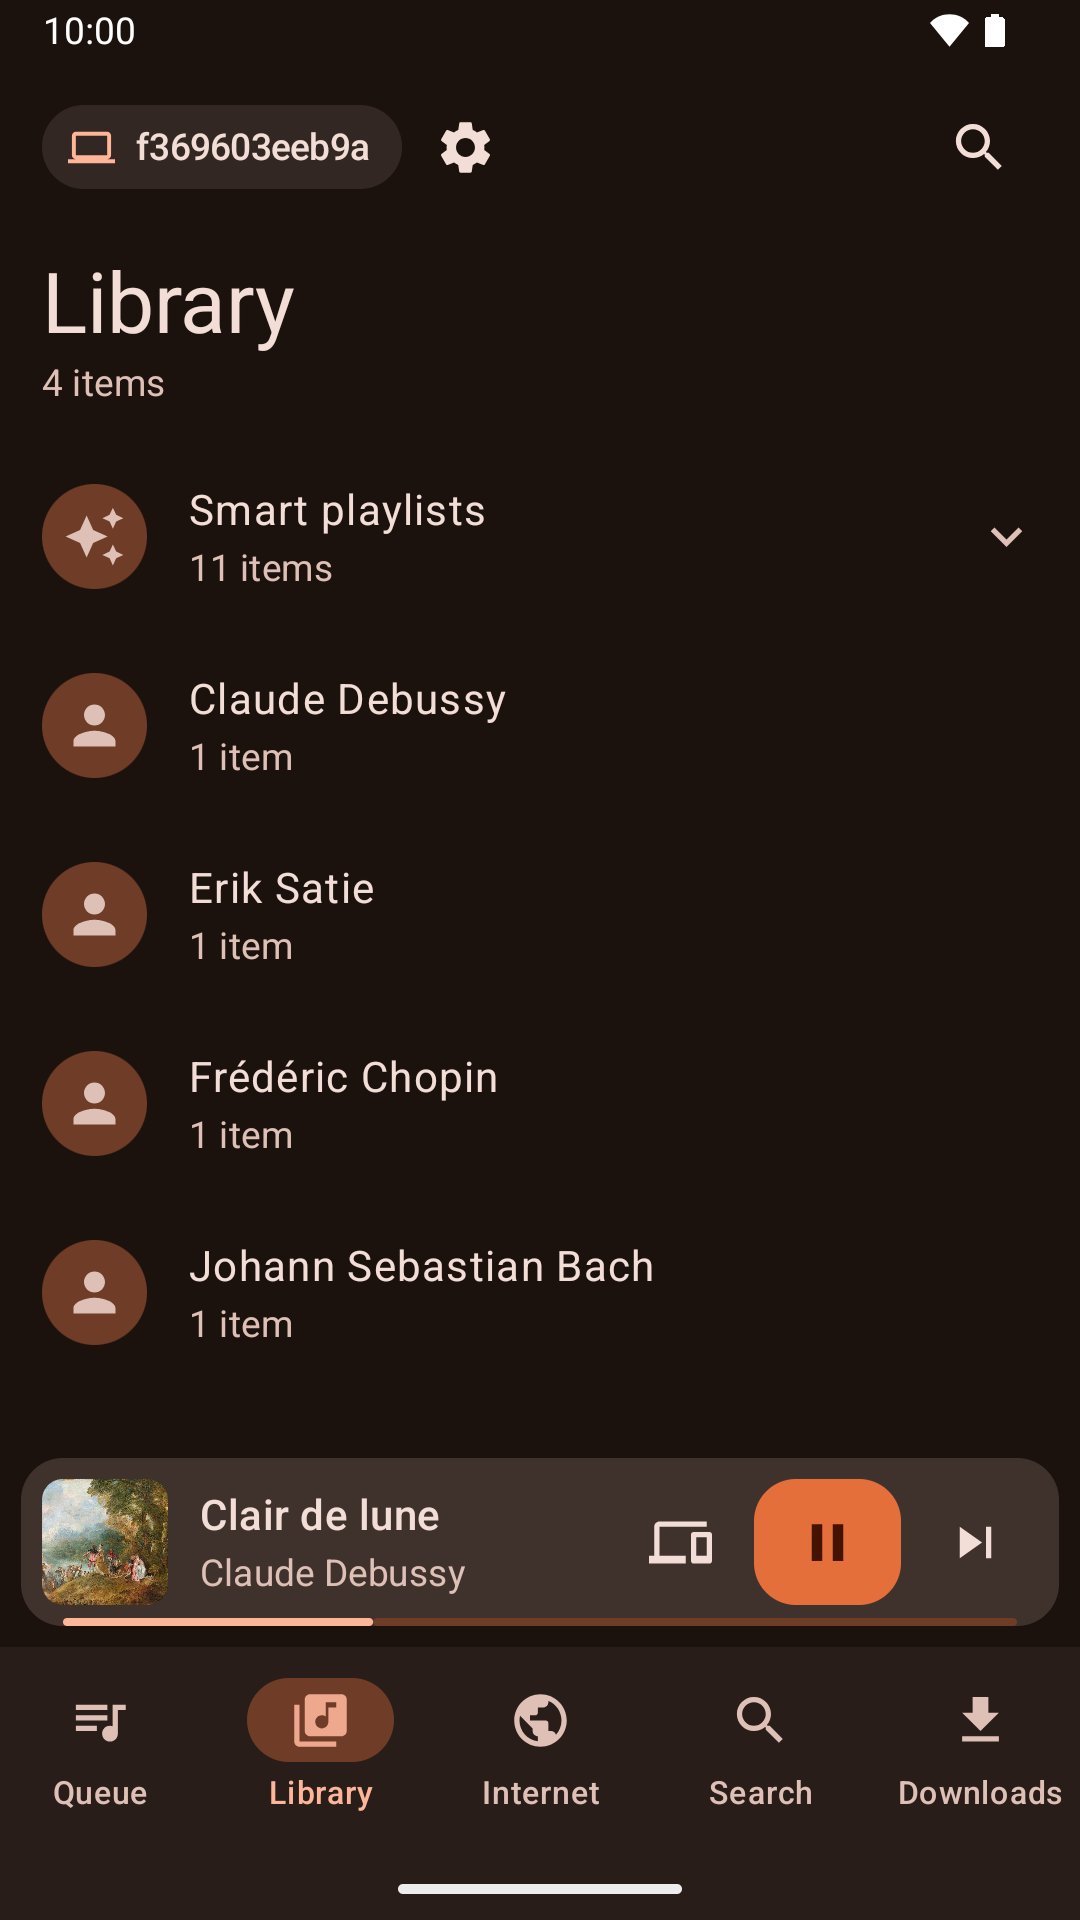 10:00
f369603eeb9a
Library
4 items
Smart playlists
11 items
Claude Debussy
1 item
Erik Satie
1 item
Frédéric Chopin
1 item
Johann Sebastian Bach
1 item
Clair de lune
Claude Debussy
Queue
Library
Internet
Search
Downloads